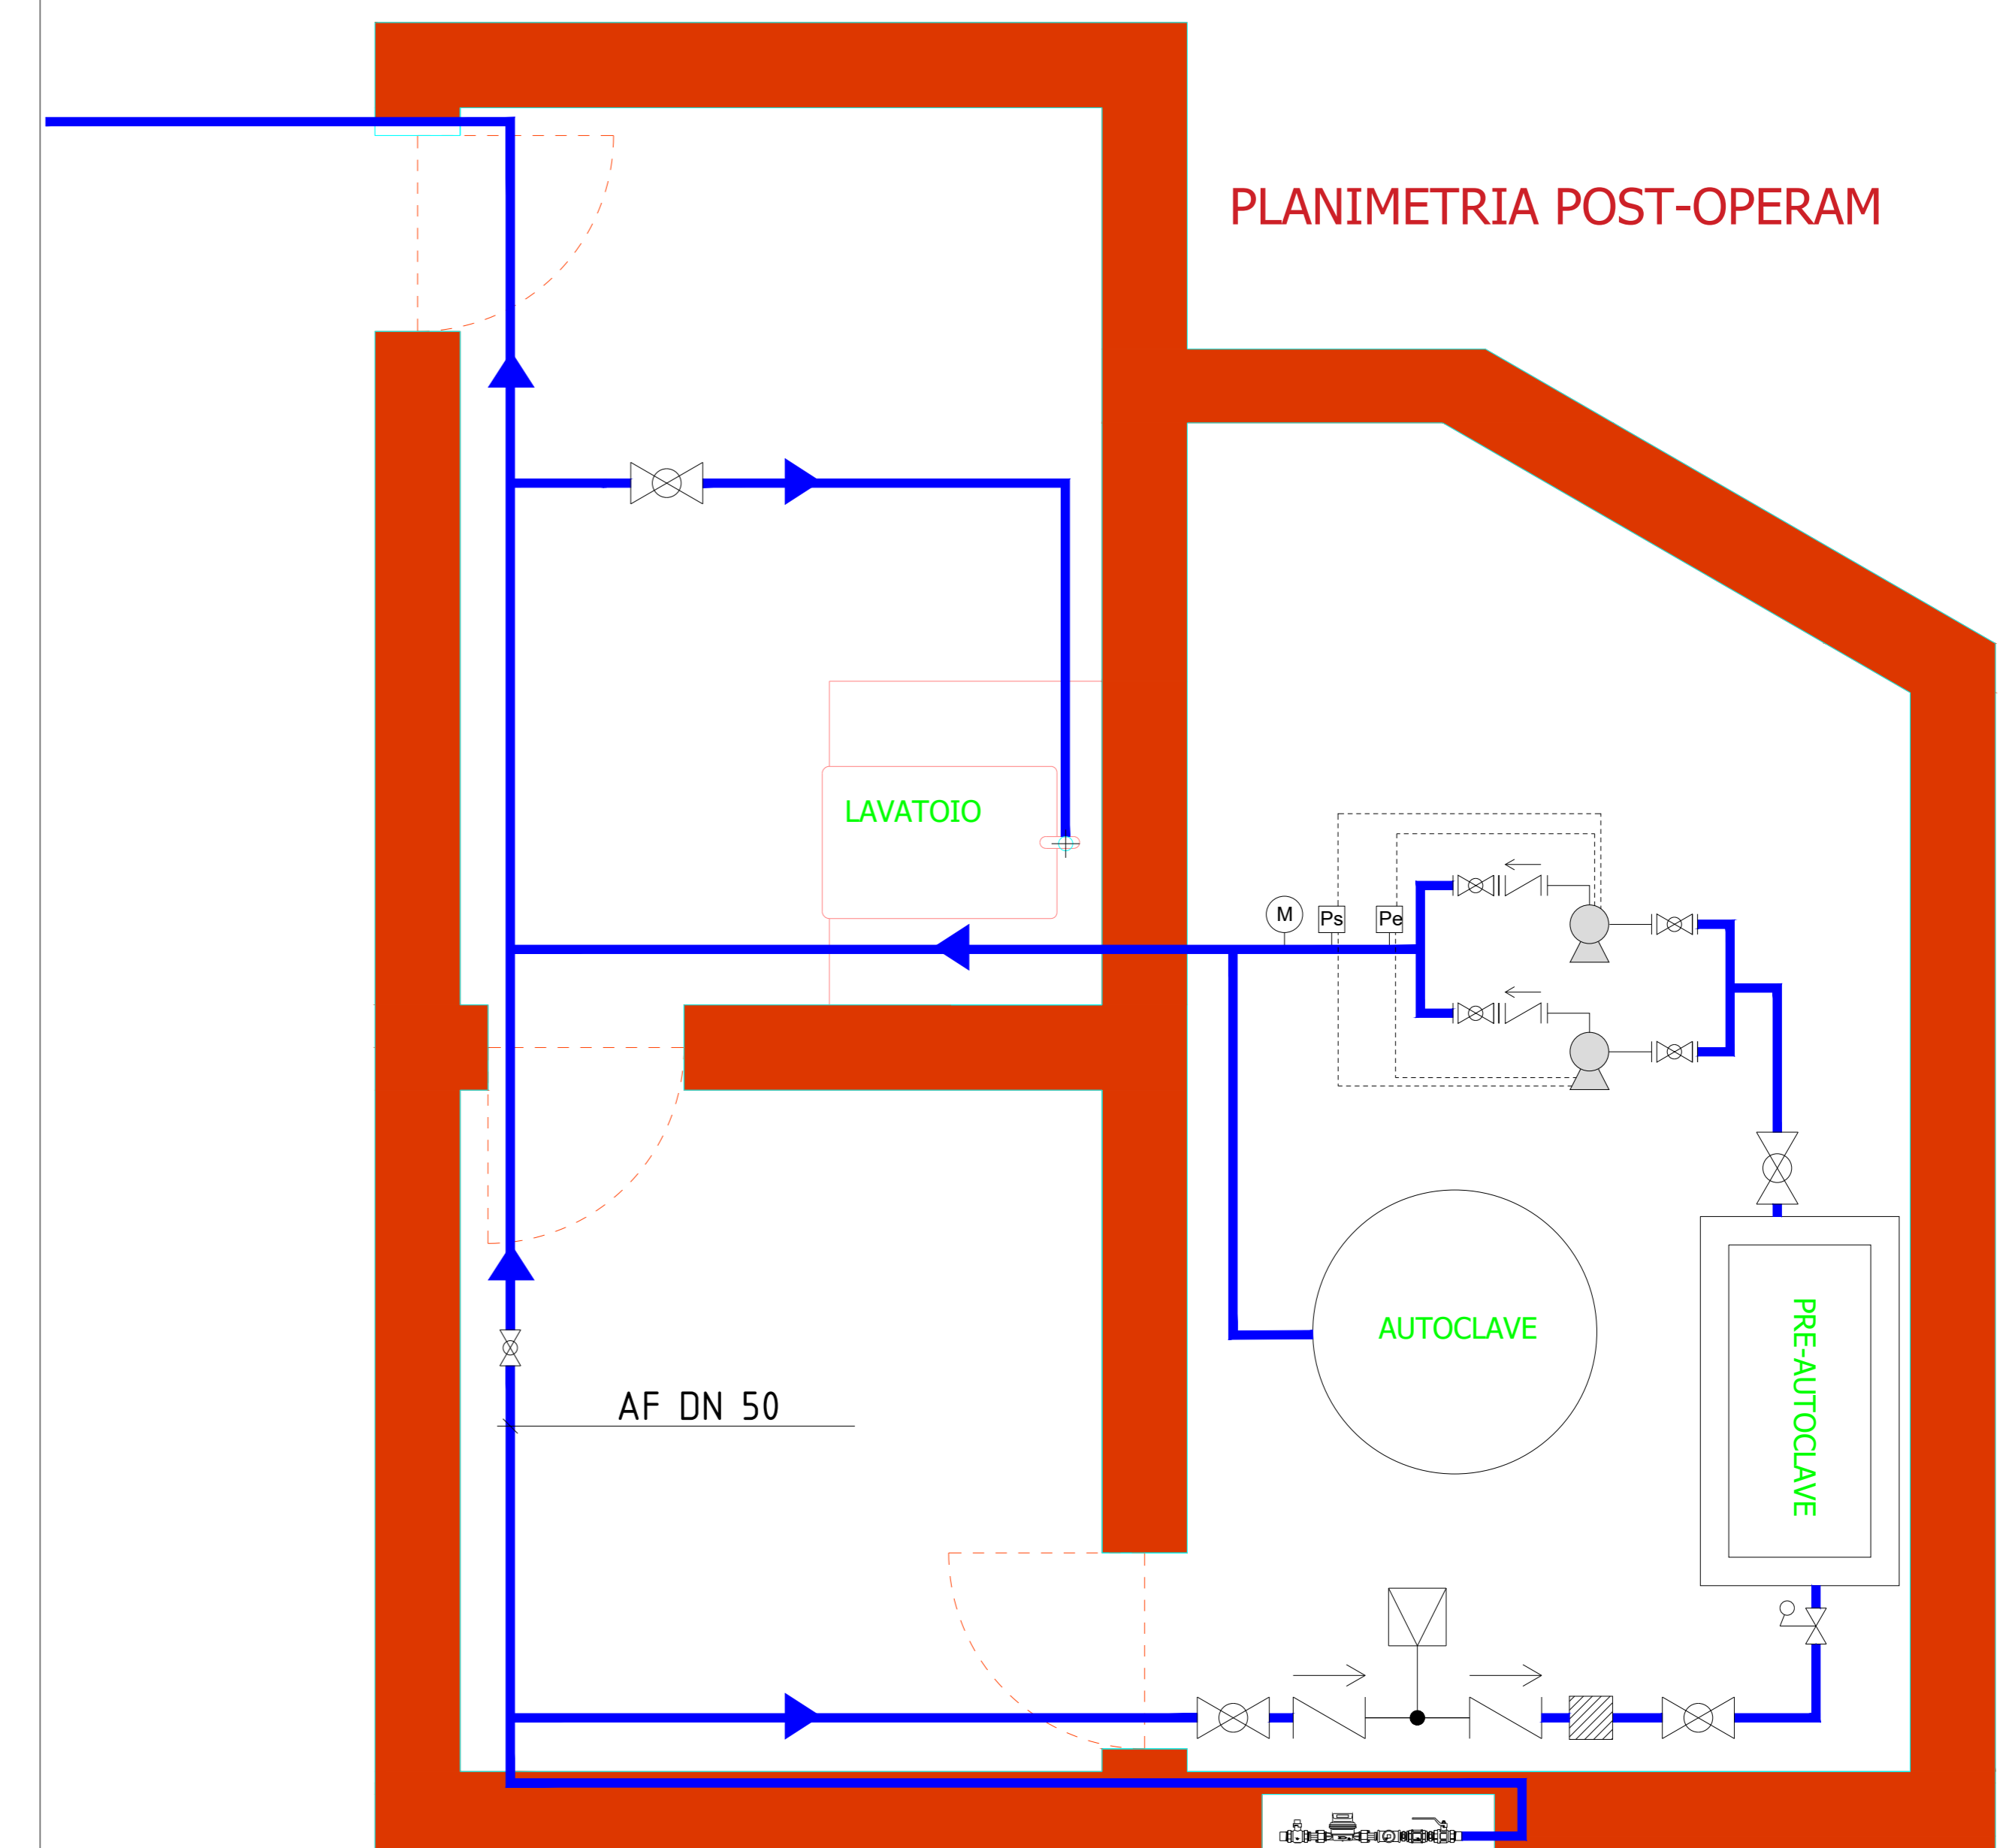 PLANIMETRIA POST-OPERAM
LAVATOIO
M
Ps
Pe
AUTOCLAVE
PRE-AUTOCLAVE
AF DN 50